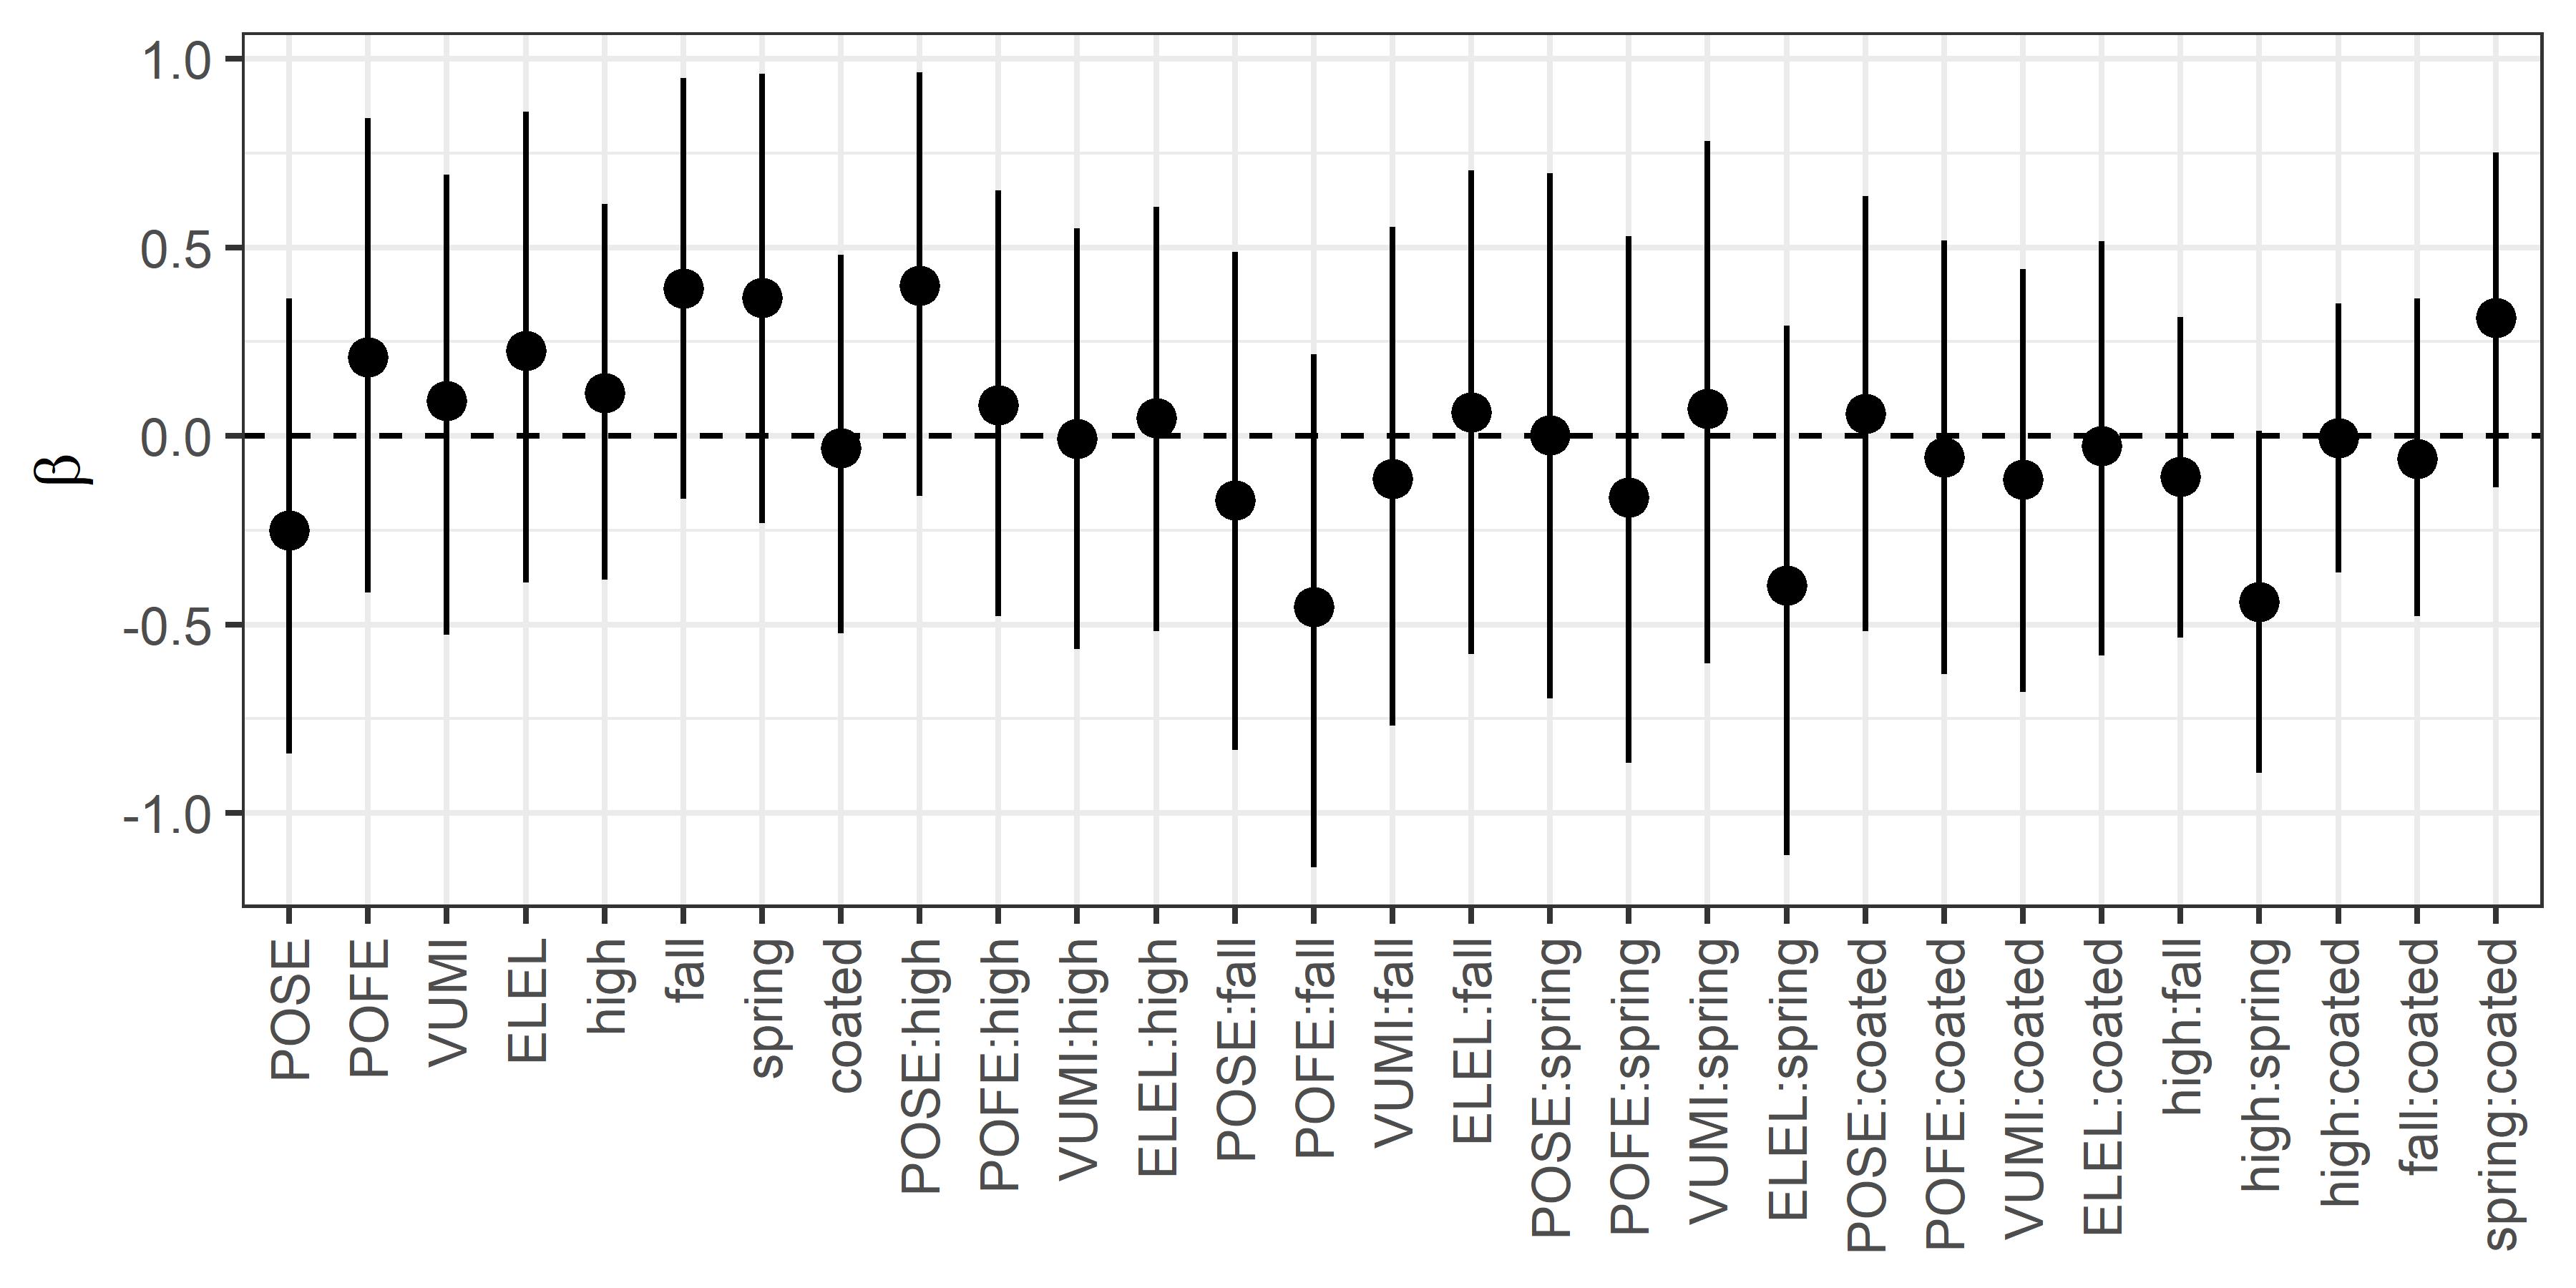 1.0
0.5
0.0
-0.5
-1.0
β
POSE
POFE
VUMI
ELEL
high
fall
spring
coated
POSE:high
POFE:high
VUMI:high
ELEL:high
POSE:fall
POFE:fall
VUMI:fall
ELEL:fall
POSE:spring
POFE:spring
VUMI:spring
ELEL:spring
POSE:coated
POFE:coated
VUMI:coated
ELEL:coated
high:fall
high:spring
high:coated
fall:coated
spring:coated